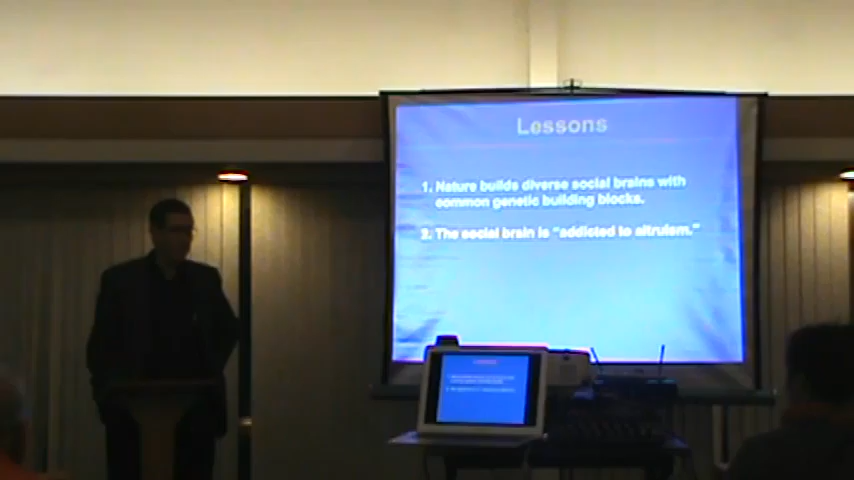 Lessons
1. Nature builds diverse social brains with
common genetic building blocks.
2. The social brain is "addicted to altruism."